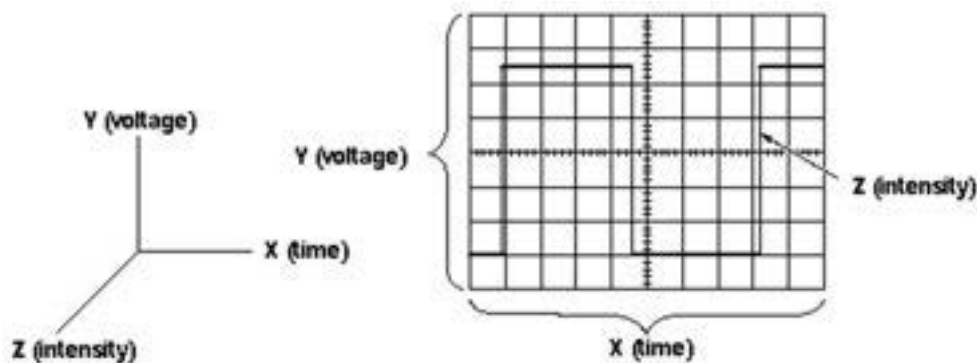 Y (voltage)
X (time)
Z (intensity)
Y (voltage)
Z (intensity)
X (time)